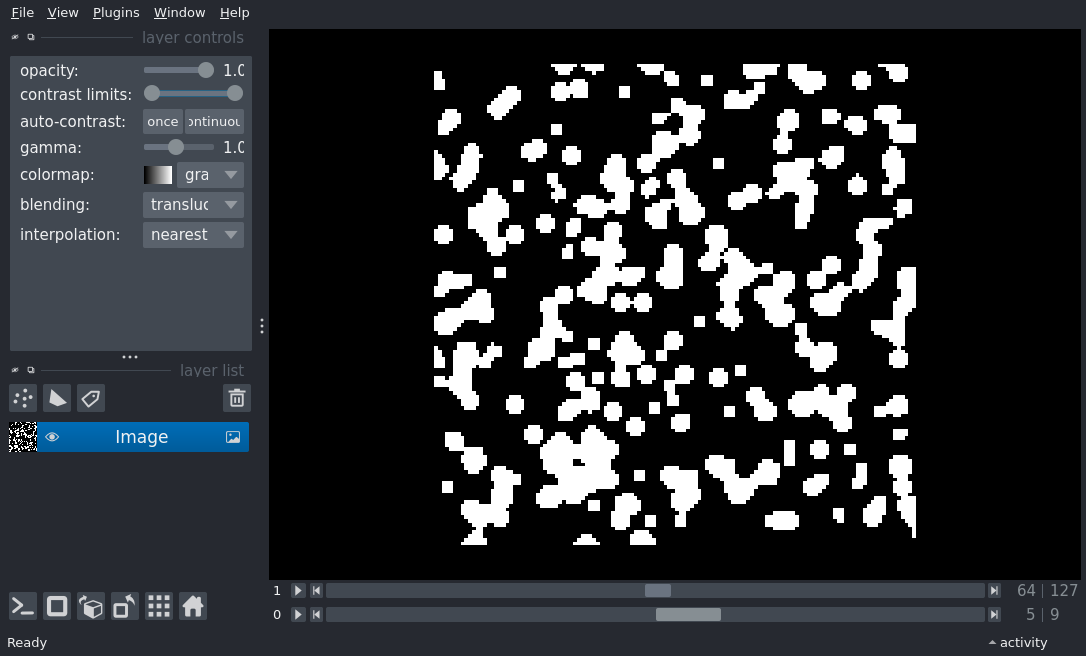 File View Plugins Window Help
layer controls
opacity: 1.0
contrast limits:
auto-contrast: once ontinuou
gamma: 1.0
colormap: gra
blending: transluc
interpolation: nearest
layer list
Image
1 64 127
0 5 9
Ready activity